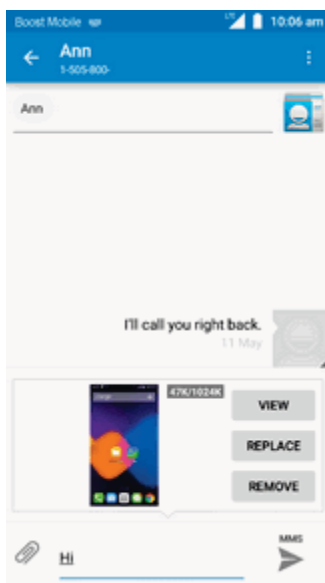 Boost Mobile
LTE
10:06 am
Ann
1-505-800-
Ann
I'll call you right back.
11 May
47K/1024K
VIEW
REPLACE
REMOVE
Hi
MMS